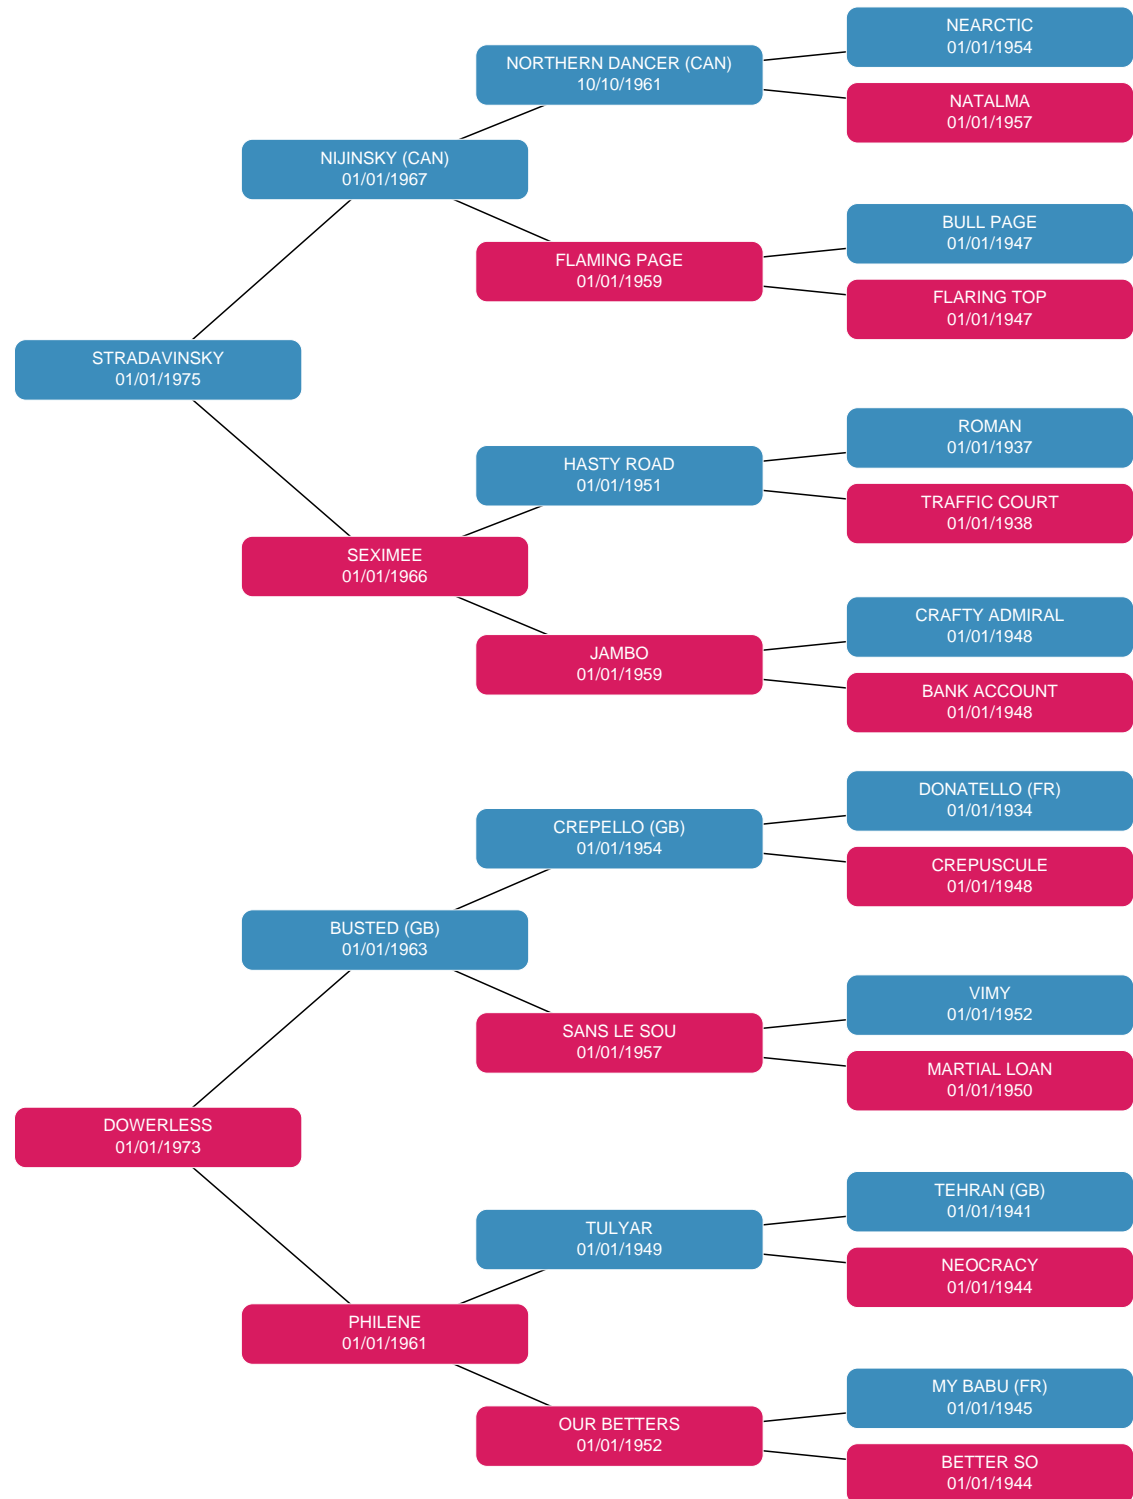 NEARCTIC
01/01/1954
NORTHERN DANCER (CAN)
10/10/1961
NATALMA
01/01/1957
NIJINSKY (CAN)
01/01/1967
BULL PAGE
01/01/1947
FLAMING PAGE
01/01/1959
FLARING TOP
01/01/1947
STRADAVINSKY
01/01/1975
ROMAN
01/01/1937
HASTY ROAD
01/01/1951
TRAFFIC COURT
01/01/1938
SEXIMEE
01/01/1966
CRAFTY ADMIRAL
01/01/1948
JAMBO
01/01/1959
BANK ACCOUNT
01/01/1948
DONATELLO (FR)
01/01/1934
CREPELLO (GB)
01/01/1954
CREPUSCULE
01/01/1948
BUSTED (GB)
01/01/1963
VIMY
01/01/1952
SANS LE SOU
01/01/1957
MARTIAL LOAN
01/01/1950
DOWERLESS
01/01/1973
TEHRAN (GB)
01/01/1941
TULYAR
01/01/1949
NEOCRACY
01/01/1944
PHILENE
01/01/1961
MY BABU (FR)
01/01/1945
OUR BETTERS
01/01/1952
BETTER SO
01/01/1944